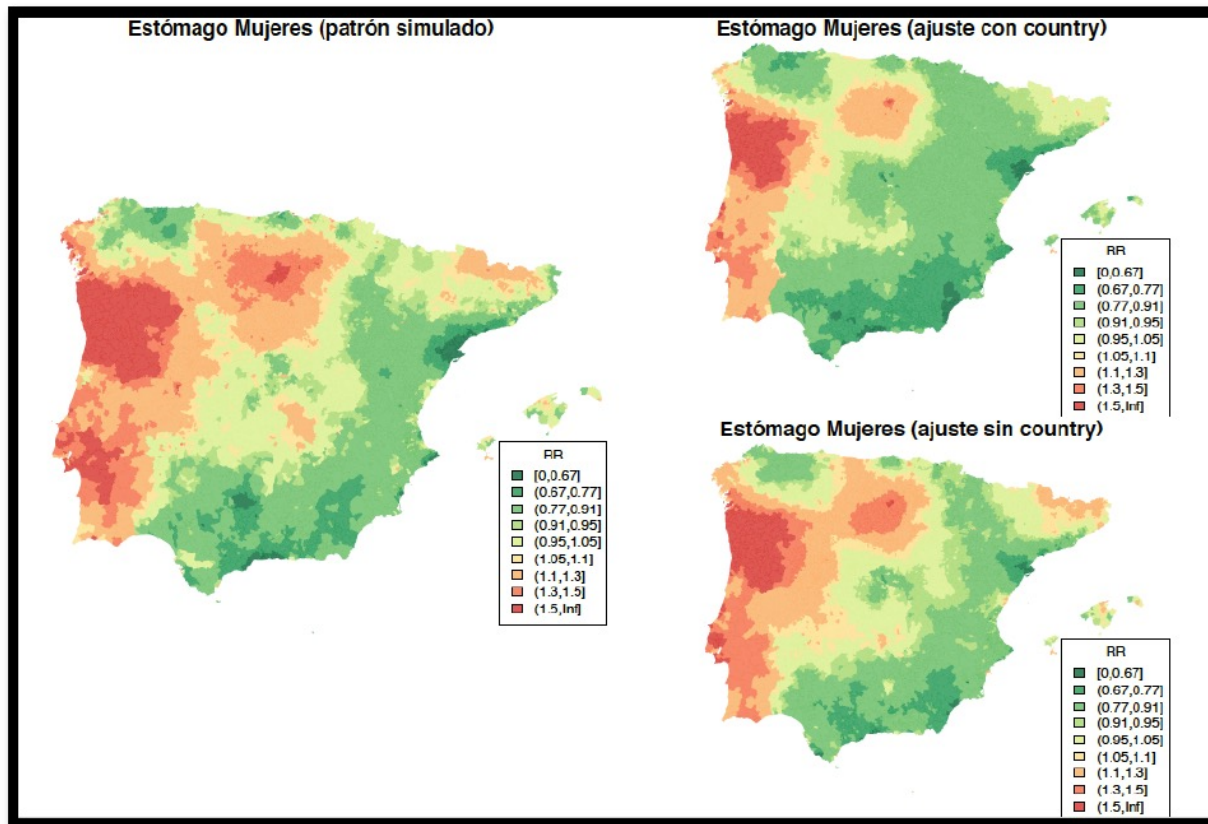 Estómago Mujeres (patrón simulado)
RR
[0,0.67]
(0.67,0.77]
(0.77,0.91]
(0.91,0.95]
(0.95,1.05]
(1.05,1.1]
(1.1,1.3]
(1.3,1.5]
(1.5,Inf]
Estómago Mujeres (ajuste con country)
RR
[0,0.67]
(0.67,0.77]
(0.77,0.91]
(0.91,0.95]
(0.95,1.05]
(1.05,1.1]
(1.1,1.3]
(1.3,1.5]
(1.5,Inf]
Estómago Mujeres (ajuste sin country)
RR
[0,0.67]
(0.67,0.77]
(0.77,0.91]
(0.91,0.95]
(0.95,1.05]
(1.05,1.1]
(1.1,1.3]
(1.3,1.5]
(1.5,Inf]